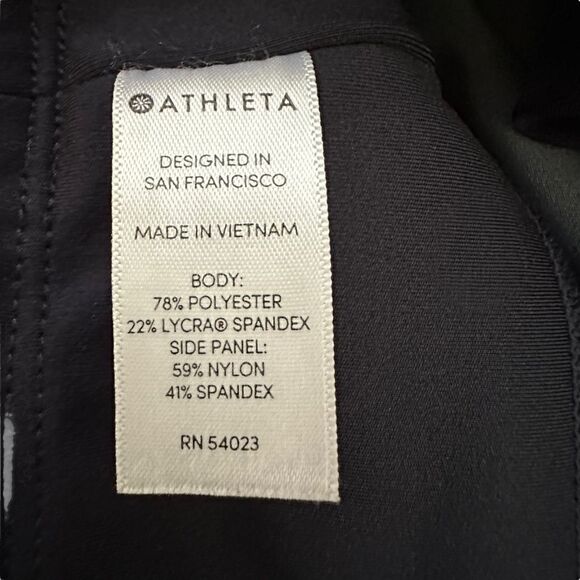 ATHLETA
DESIGNED IN
SAN FRANCISCO
MADE IN VIETNAM
BODY:
78% POLYESTER
22% LYCRA® SPANDEX
SIDE PANEL:
59% NYLON
41% SPANDEX
RN 54023